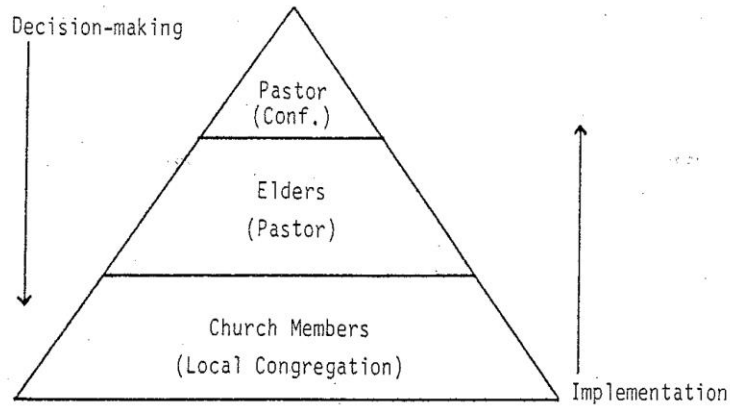 Decision-making
Pastor
(Conf.)
Elders
(Pastor)
Church Members
(Local Congregation)
Implementation